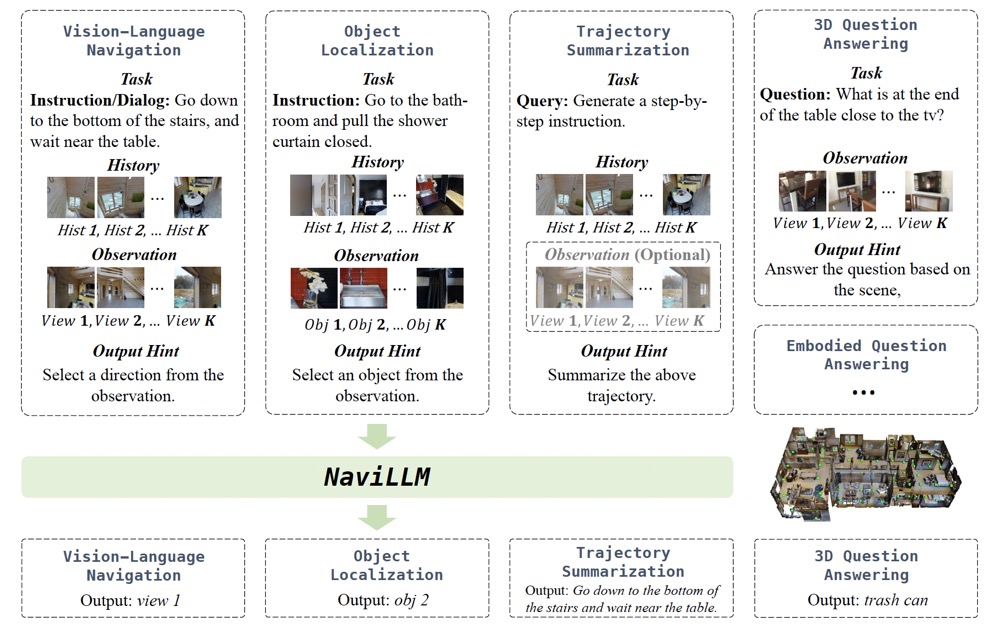 Vision-Language
Navigation
Task
Instruction/Dialog: Go down
to the bottom of the stairs, and
wait near the table.
History
...
Hist 1, Hist 2, ... Hist K
Observation
...
View 1, View 2, ... View K
Output Hint
Select a direction from the
observation.
Object
Localization
Task
Instruction: Go to the bath-
room and pull the shower
curtain closed.
History
...
Hist 1, Hist 2, ... Hist K
Observation
...
Obj 1, Obj 2, ... Obj K
Output Hint
Select an object from the
observation.
Trajectory
Summarization
Task
Query: Generate a step-by-
step instruction.
History
...
Hist 1, Hist 2, ... Hist K
Observation (Optional)
...
View 1, View 2, ... View K
Output Hint
Summarize the above
trajectory.
3D Question
Answering
Task
Question: What is at the end
of the table close to the tv?
Observation
...
View 1, View 2, ... View K
Output Hint
Answer the question based on
the scene,
Embodied Question
Answering
...
NaviLLM
Vision-Language
Navigation
Output: view 1
Object
Localization
Output: obj 2
Trajectory
Summarization
Output: Go down to the bottom of
the stairs and wait near the table.
3D Question
Answering
Output: trash can